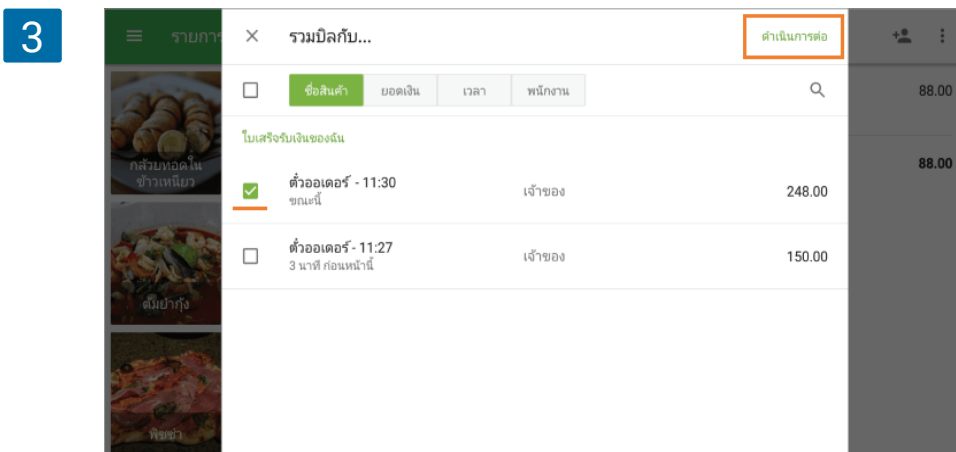 3
รายการ
รวมบิลกับ...
ดำเนินการต่อ
ชื่อสินค้า
ยอดเงิน
เวลา
พนักงาน
88.00
ใบเสร็จรับเงินของฉัน
88.00
กล้วยทอดใน
ข้าวเหนียว
ตั๋วออเดอร์ - 11:30
ขณะนี้
เจ้าของ
248.00
ตั๋วออเดอร์ - 11:27
3 นาที ก่อนหน้านี้
เจ้าของ
150.00
ต้มยำกุ้ง
พิซซ่า